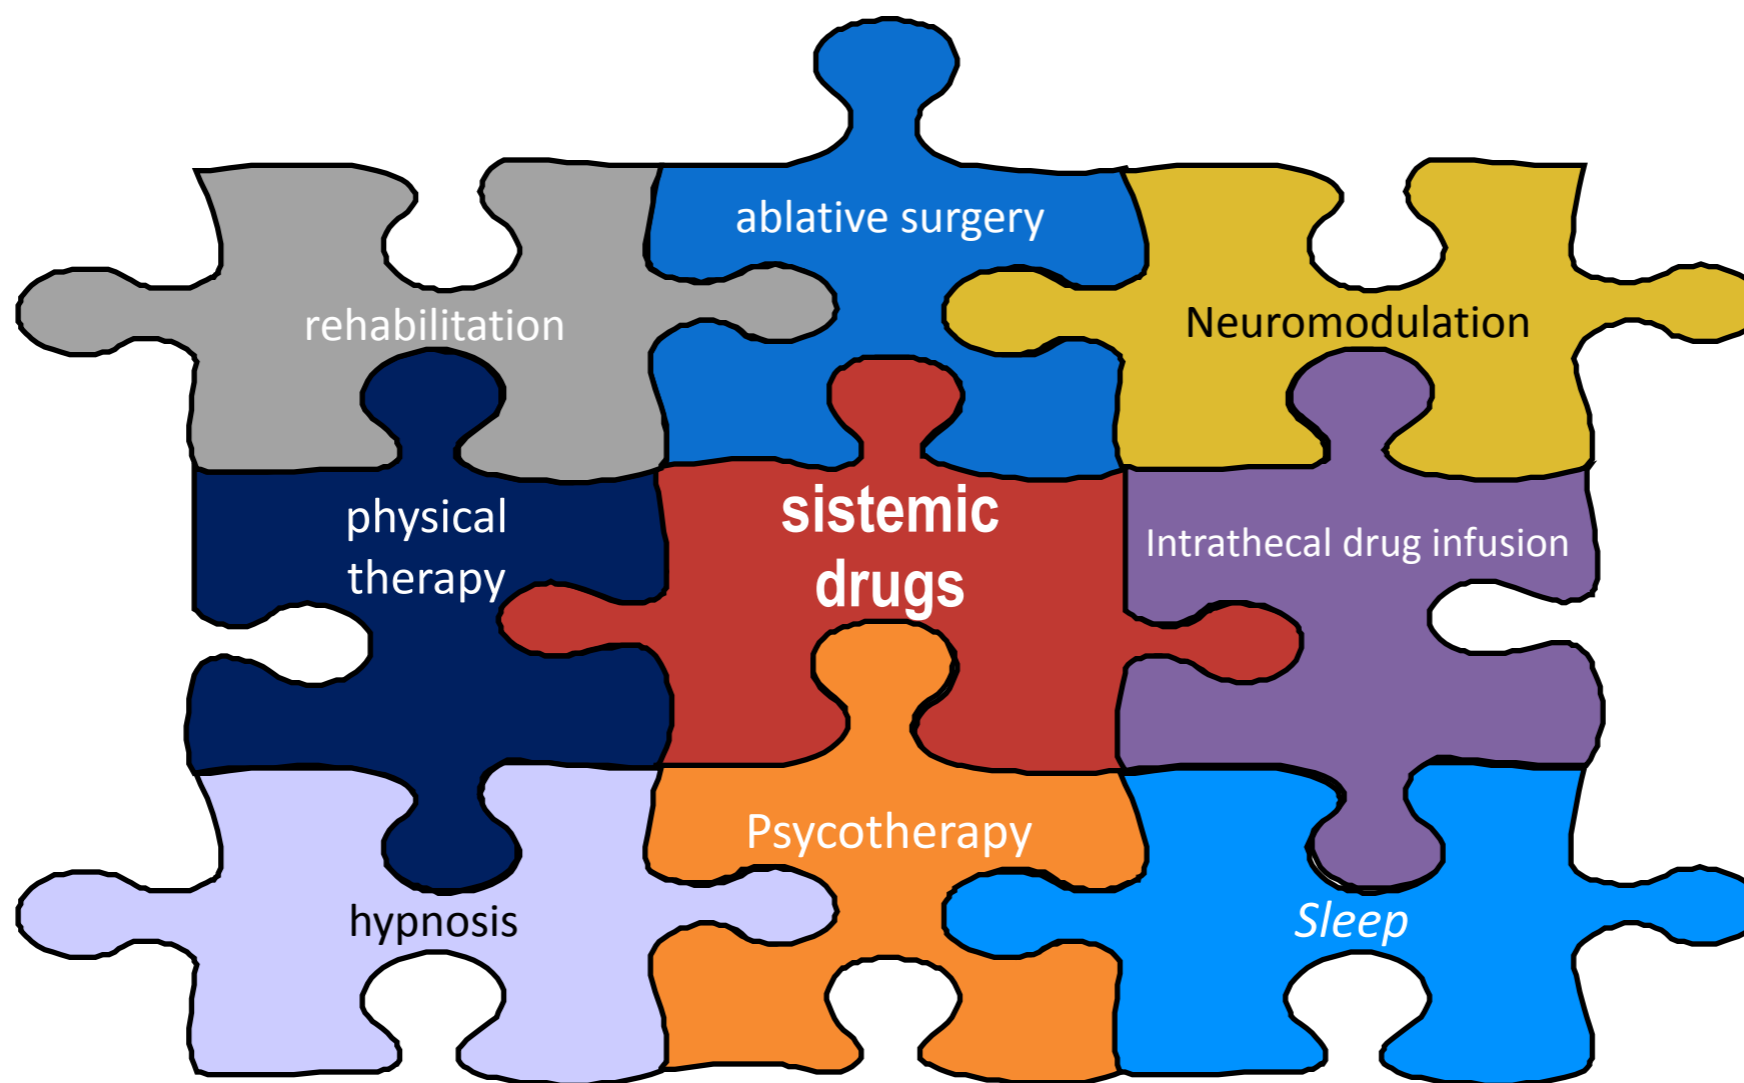 ablative surgery
rehabilitation
Neuromodulation
physical
therapy
sistemic
drugs
Intrathecal drug infusion
Psycotherapy
hypnosis
Sleep